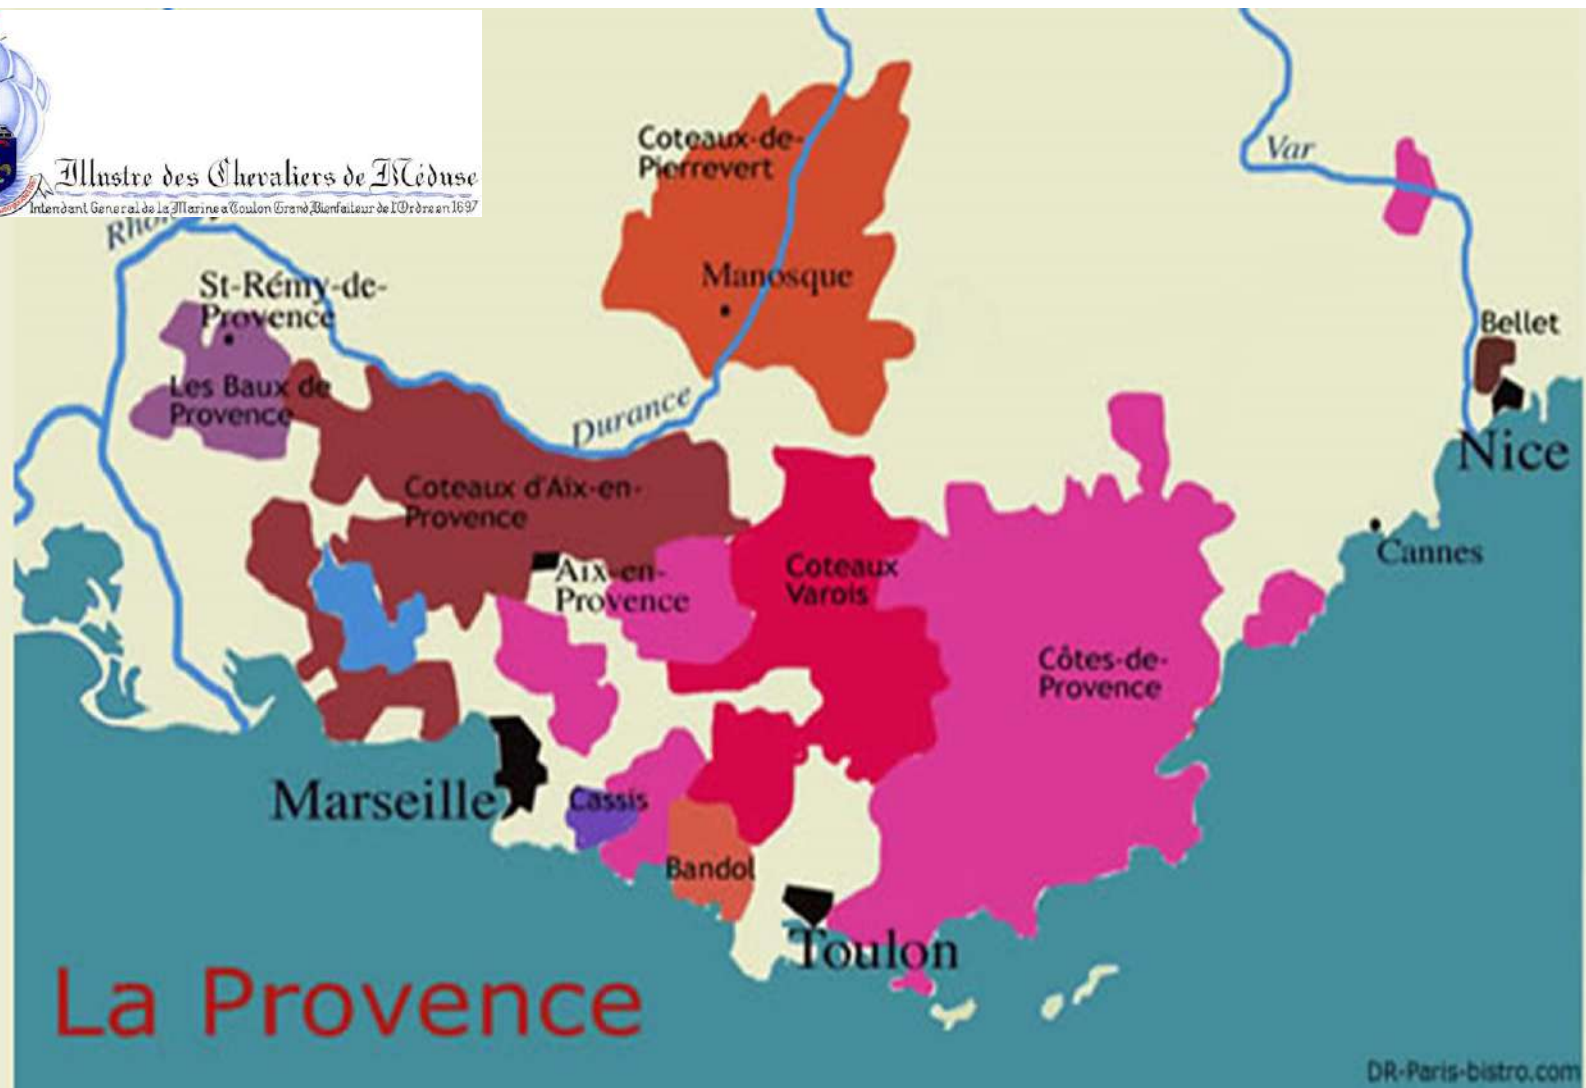 Illustre des Chevaliers de Méduse
Intendant General de la Marine a Toulon Grand Bienfaiteur de l'Ordre en 1697
Coteaux-de-
Pierrevert
Var
St-Rémy-de-
Provence
Manosque
Bellet
Les Baux de
Provence
Durance
Nice
Coteaux d'Aix-en-
Provence
Cannes
Aix-en-
Provence
Coteaux
Varois
Côtes-de-
Provence
Marseille
Cassis
Bandol
Toulon
La Provence
DR-Paris-bistro.com